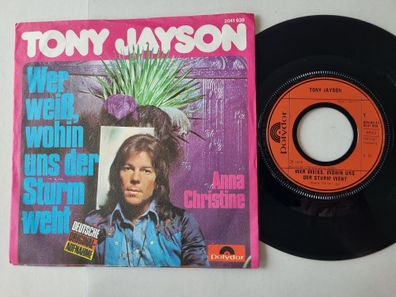 TONY JAYSON
2041 639
Wer
weiß,
wohin
uns der
Sturm
weht
Anna
Christine
DEUTSCHE
AUFNAHME
Polydor
TONY JAYSON
Polydor
WER WEISS, WOHIN UNS
DER STURM WEHT